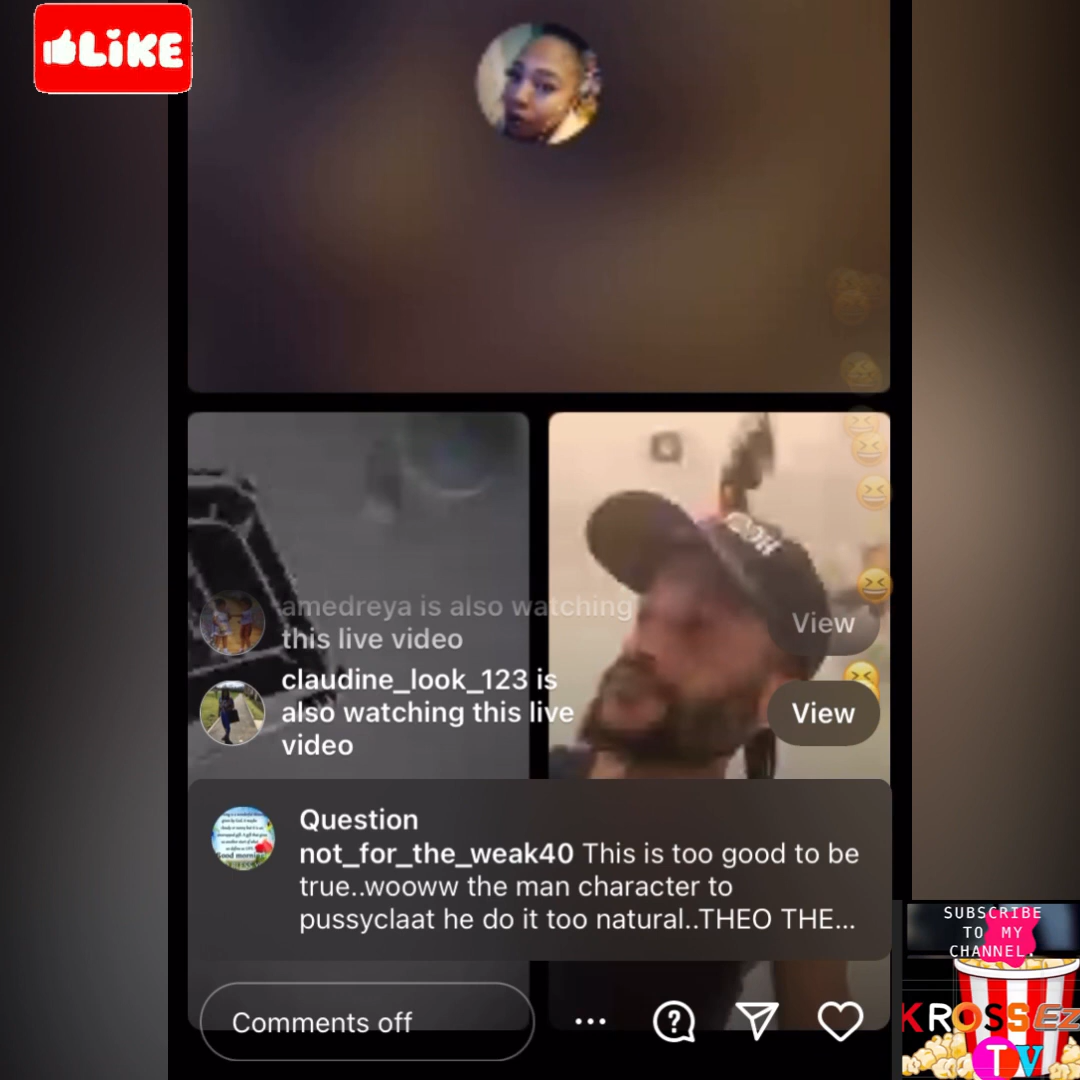 LiKE
amedreya is also watching
this live video
View
claudine_look_123 is
also watching this live
video
View
Question
not_for_the_weak40 This is too good to be
true..wooww the man character to
pussyclaat he do it too natural..THEO THE...
Comments off
SUBSCRIBE
TO MY
CHANNEL.
KROSSEz
TV